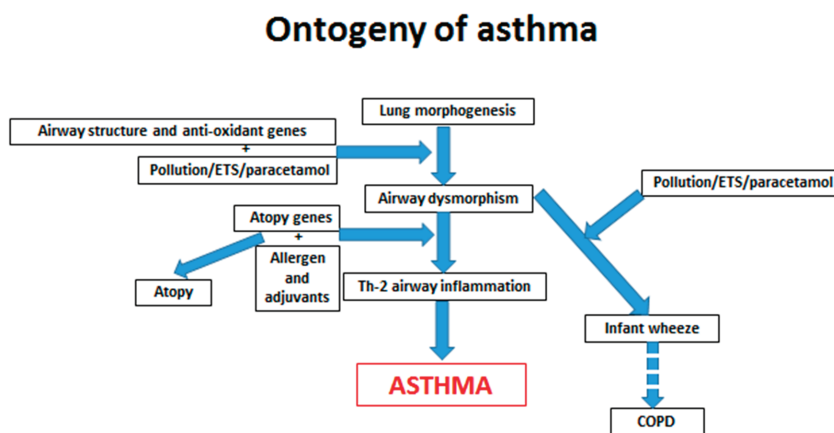 Ontogeny of asthma
Lung morphogenesis
Airway structure and anti-oxidant genes
+
Pollution/ETS/paracetamol
Pollution/ETS/paracetamol
Airway dysmorphism
Atopy genes
+
Allergen
and
adjuvants
Atopy
Th-2 airway inflammation
Infant wheeze
ASTHMA
COPD